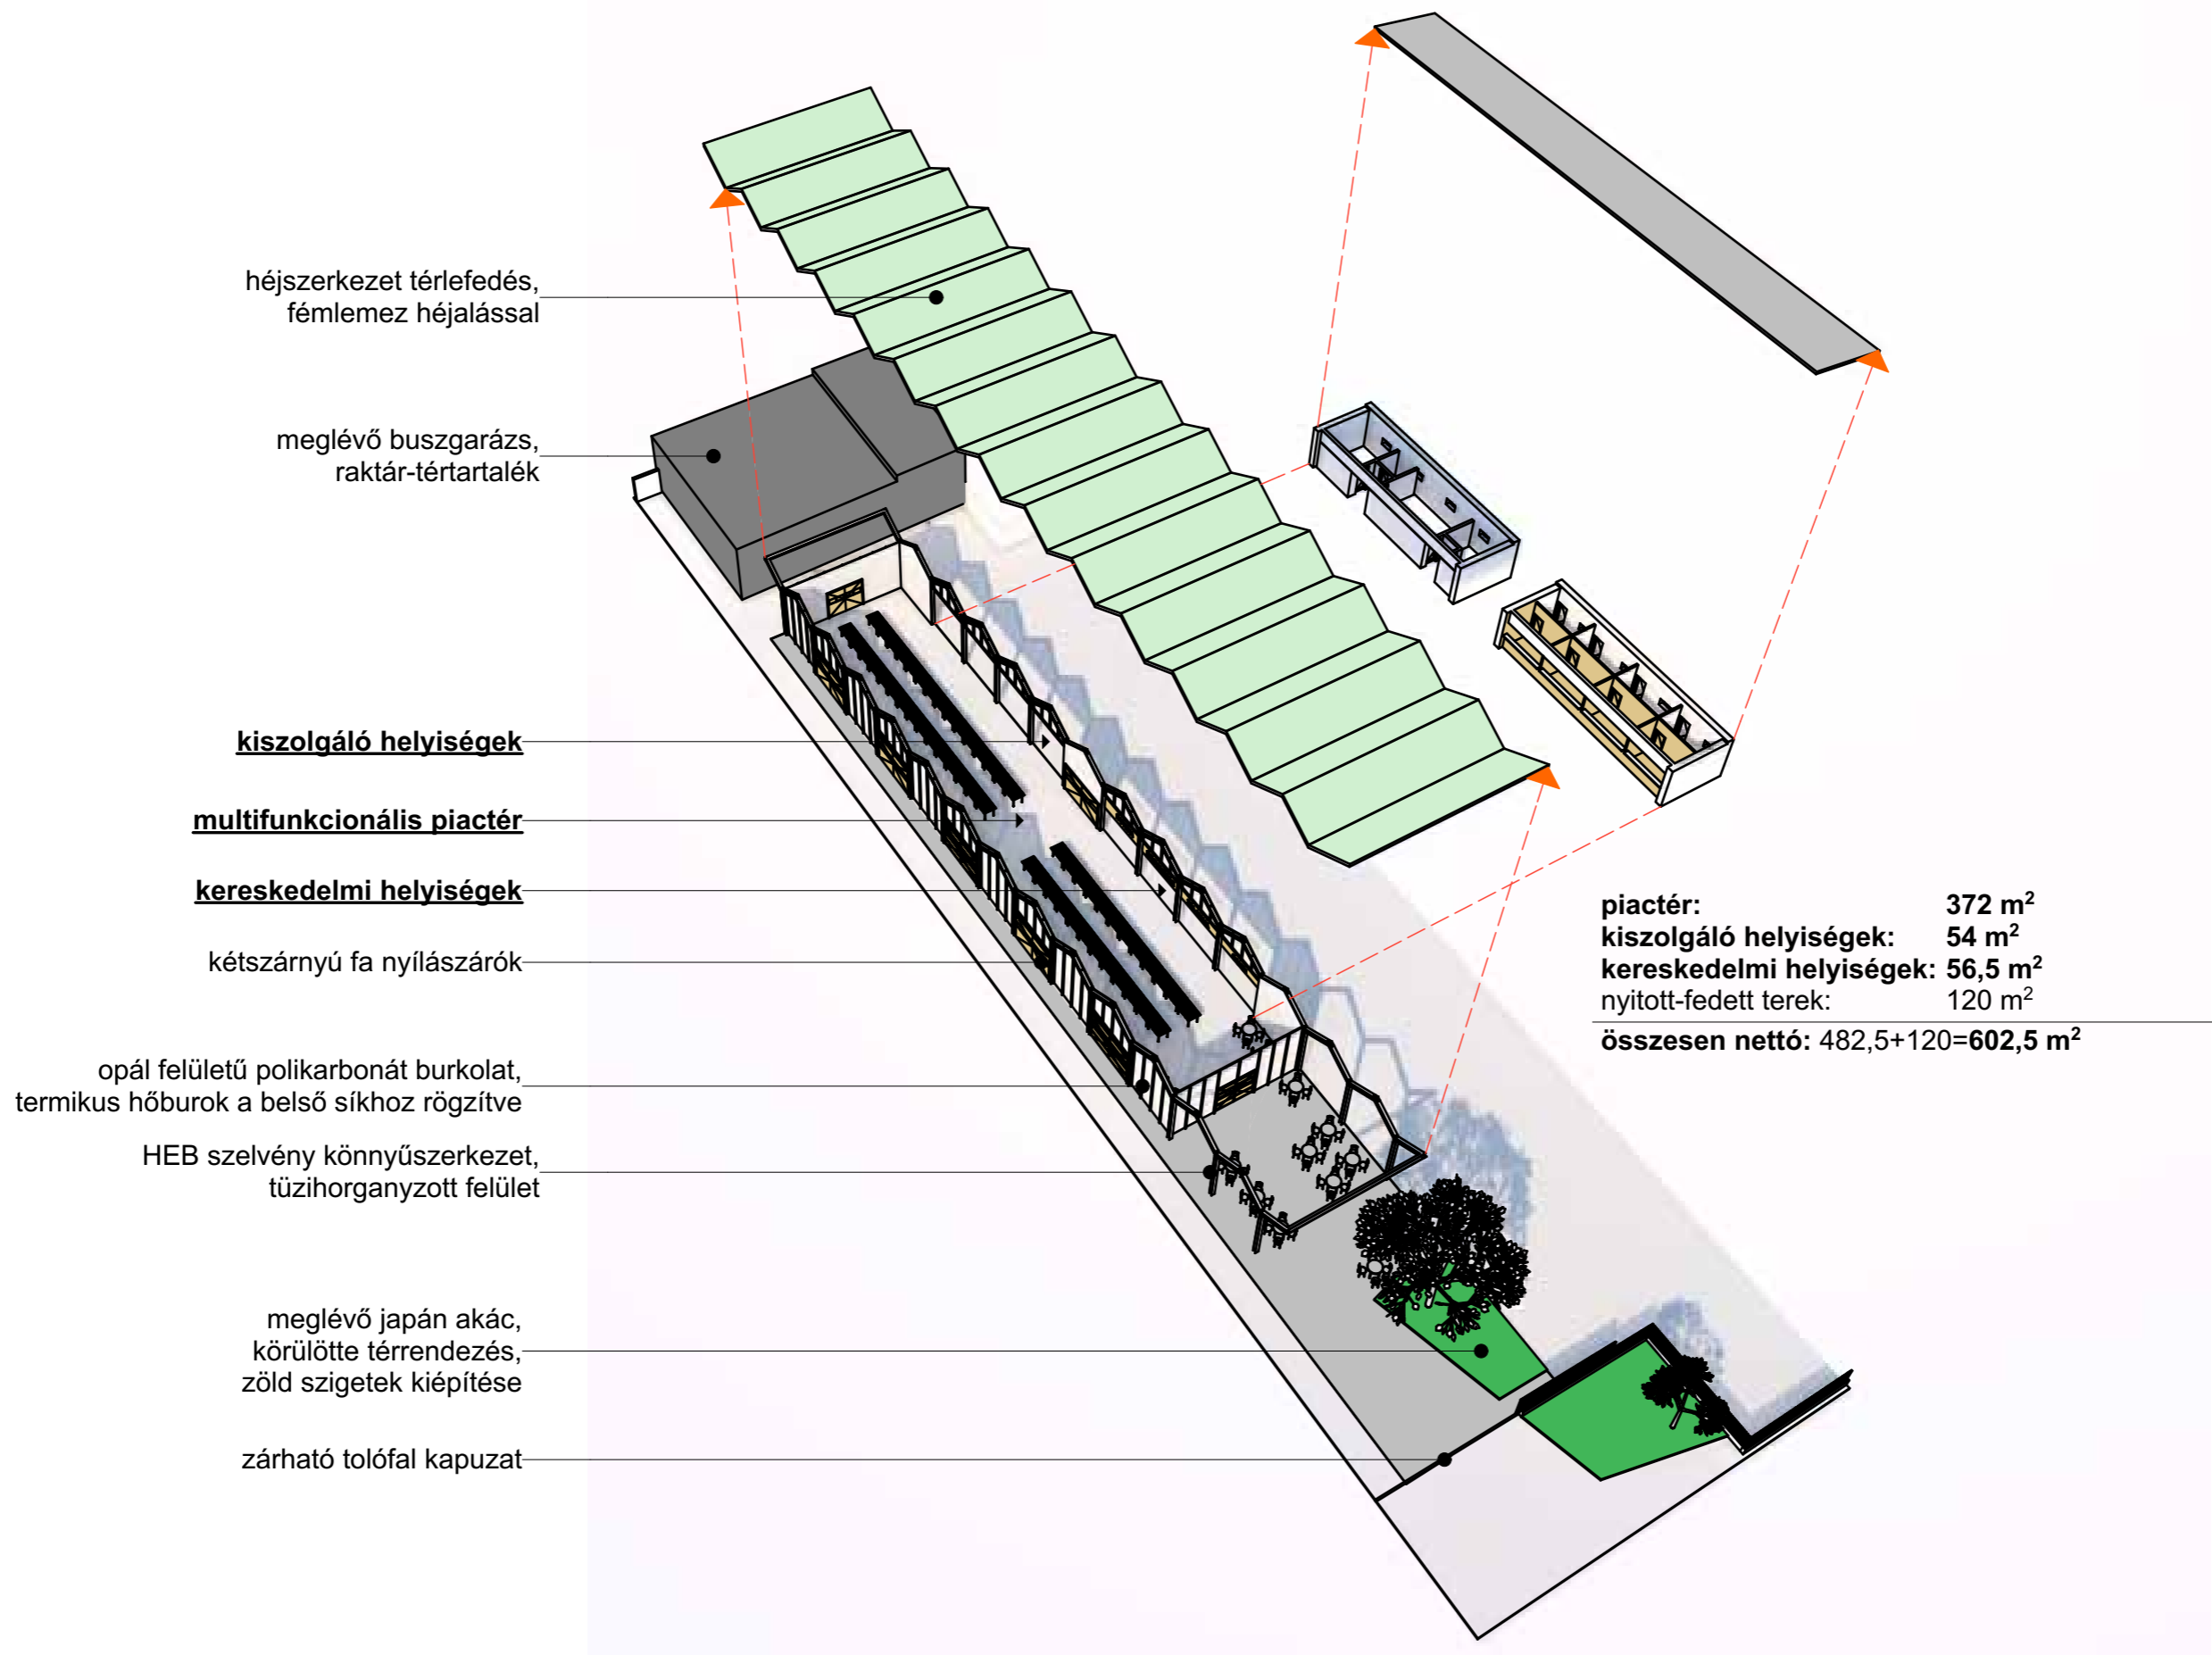 héjszerkezet térlefedés,
fémlemez héjalással
meglévő buszgarázs,
raktár-tértartalék
kiszolgáló helyiségek
multifunkcionális piactér
kereskedelmi helyiségek
kétszárnyú fa nyílászárók
opál felületű polikarbonát burkolat,
termikus hőburok a belső síkhoz rögzítve
HEB szelvény könnyűszerkezet,
tüzihorganyzott felület
meglévő japán akác,
körülötte térrendezés,
zöld szigetek kiépítése
zárható tolófal kapuzat
piactér: 372 m²
kiszolgáló helyiségek: 54 m²
kereskedelmi helyiségek: 56,5 m²
nyitott-fedett terek: 120 m²
összesen nettó: 482,5+120=602,5 m²